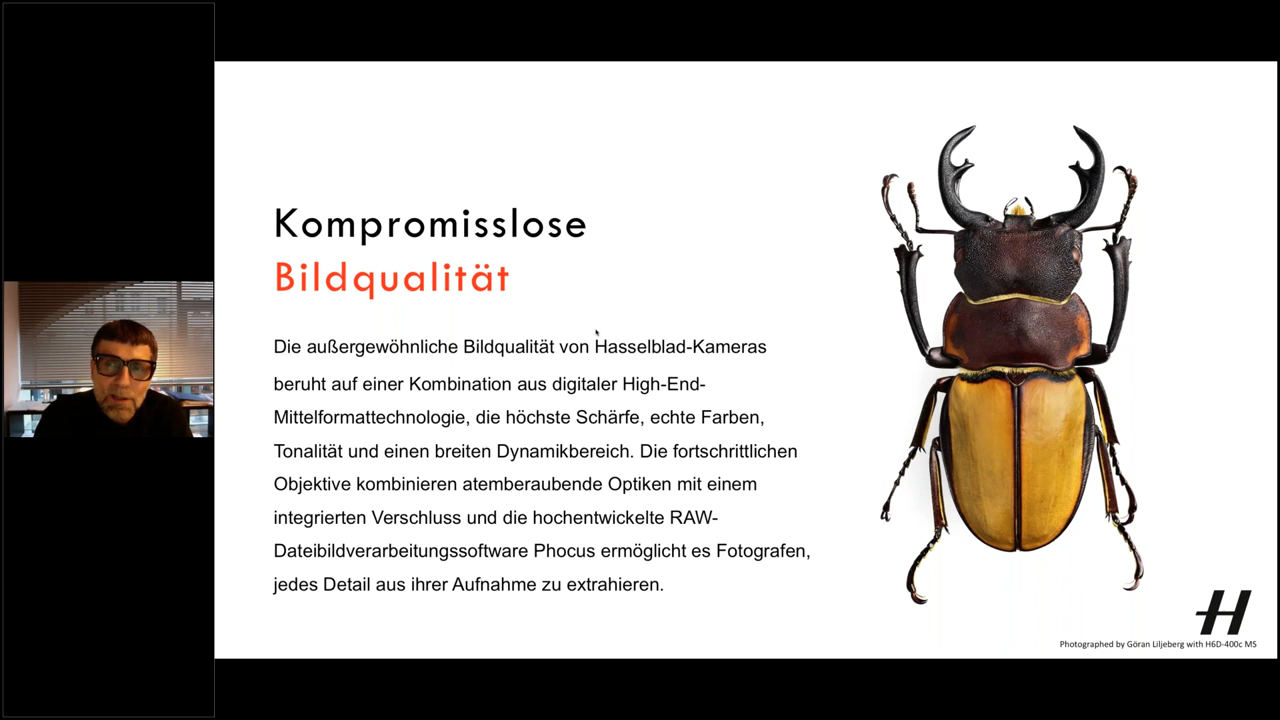 Kompromisslose
Bildqualität
Die außergewöhnliche Bildqualität von Hasselblad-Kameras
beruht auf einer Kombination aus digitaler High-End-
Mittelformattechnologie, die höchste Schärfe, echte Farben,
Tonalität und einen breiten Dynamikbereich. Die fortschrittlichen
Objektive kombinieren atemberaubende Optiken mit einem
integrierten Verschluss und die hochentwickelte RAW-
Dateibildverarbeitungssoftware Phocus ermöglicht es Fotografen,
jedes Detail aus ihrer Aufnahme zu extrahieren.
H
Photographed by Göran Liljeberg with H6D-400c MS